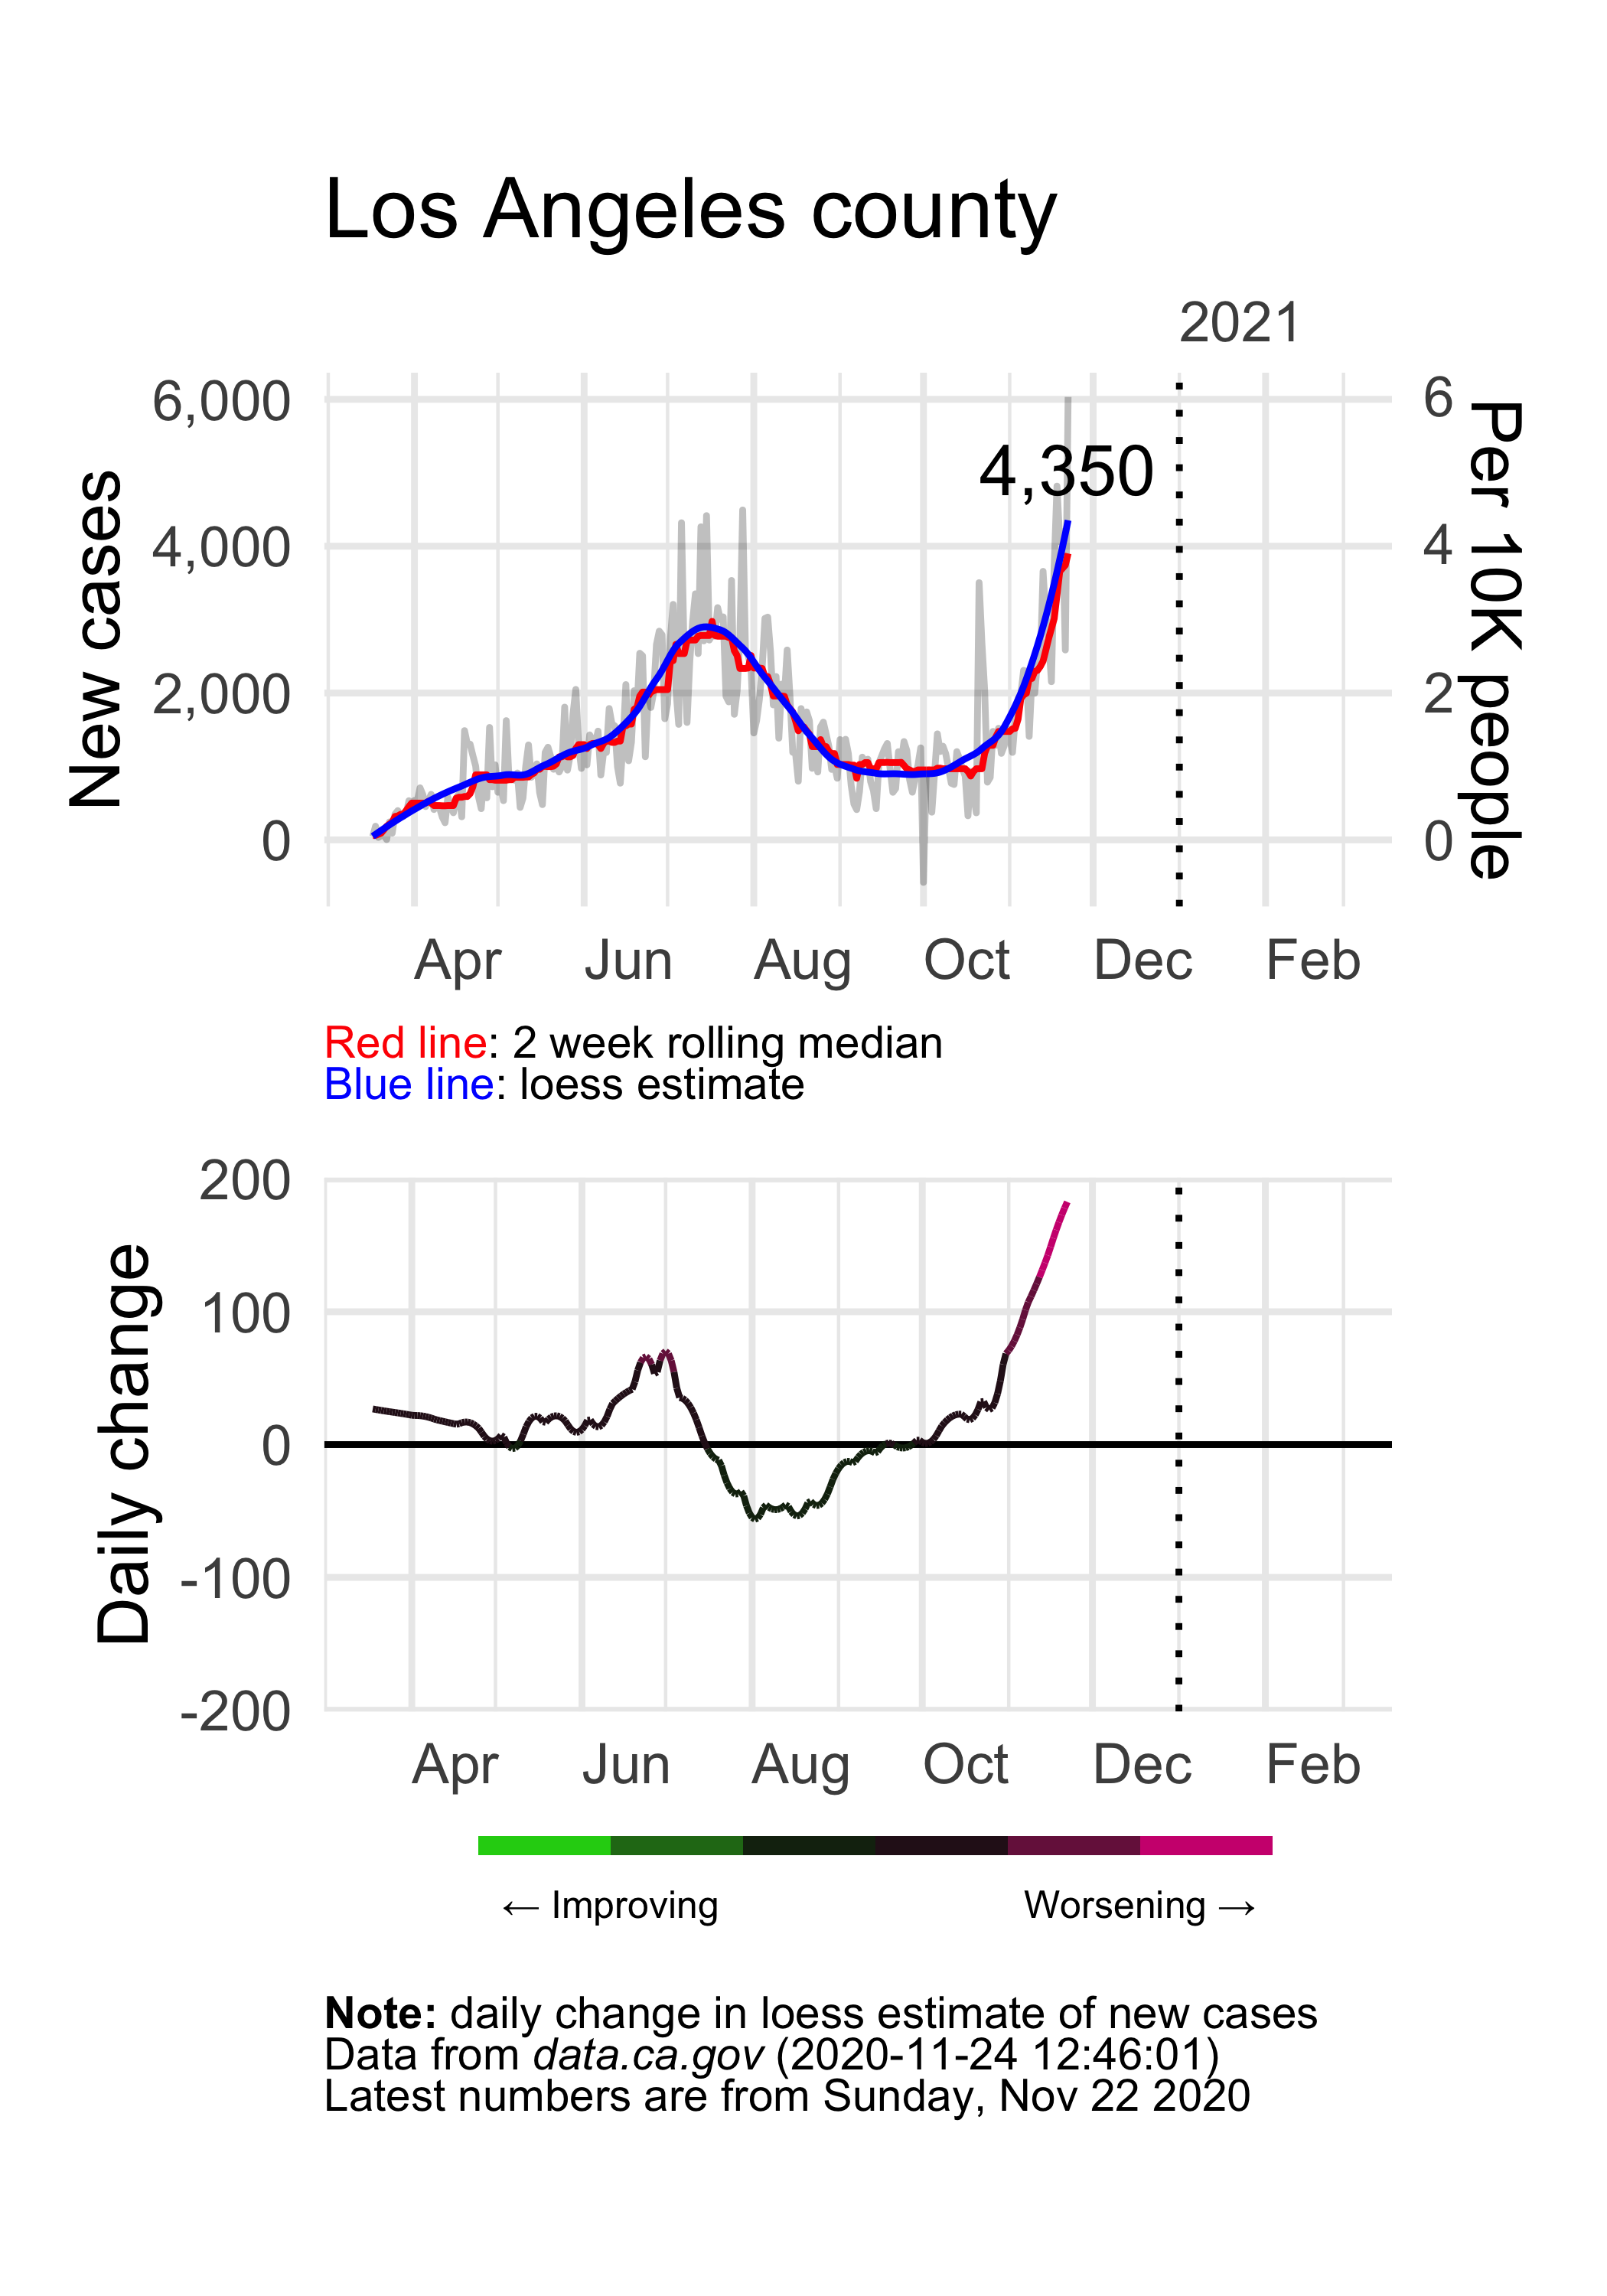 Los Angeles county
2021
6,000
4,000
2,000
0
New cases
4,350
6
4
2
0
Per 10K people
Apr Jun Aug Oct Dec Feb
Red line: 2 week rolling median
Blue line: loess estimate
200
100
0
-100
-200
Daily change
Apr Jun Aug Oct Dec Feb
← Improving Worsening →
Note: daily change in loess estimate of new cases
Data from data.ca.gov (2020-11-24 12:46:01)
Latest numbers are from Sunday, Nov 22 2020